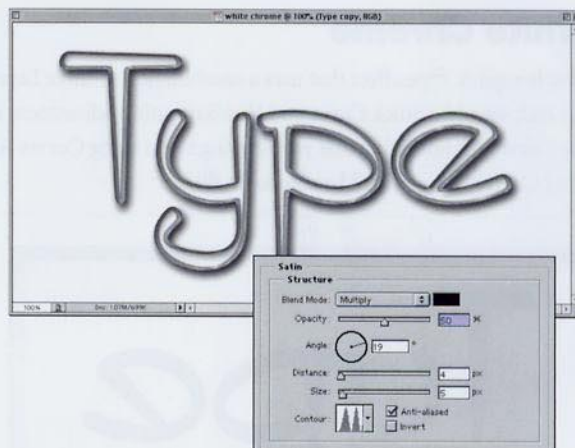 white chrome @ 100% (Type copy, RGB)
Type
100%
Satin
Structure
Blend Mode: Multiply
Opacity: 50 %
Angle: 19 °
Distance: 4 px
Size: 5 px
Contour: Anti-aliased
Invert